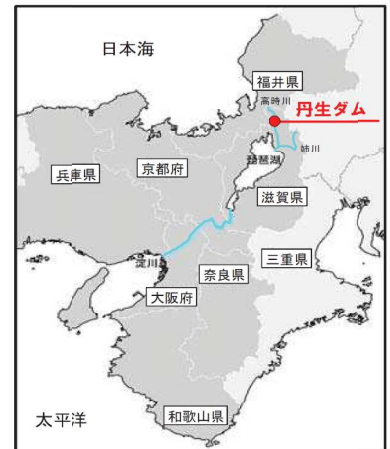 日本海
福井県
高時川
丹生ダム
姉川
琵琶湖
京都府
兵庫県
滋賀県
三重県
淀川
奈良県
大阪府
太平洋
和歌山県